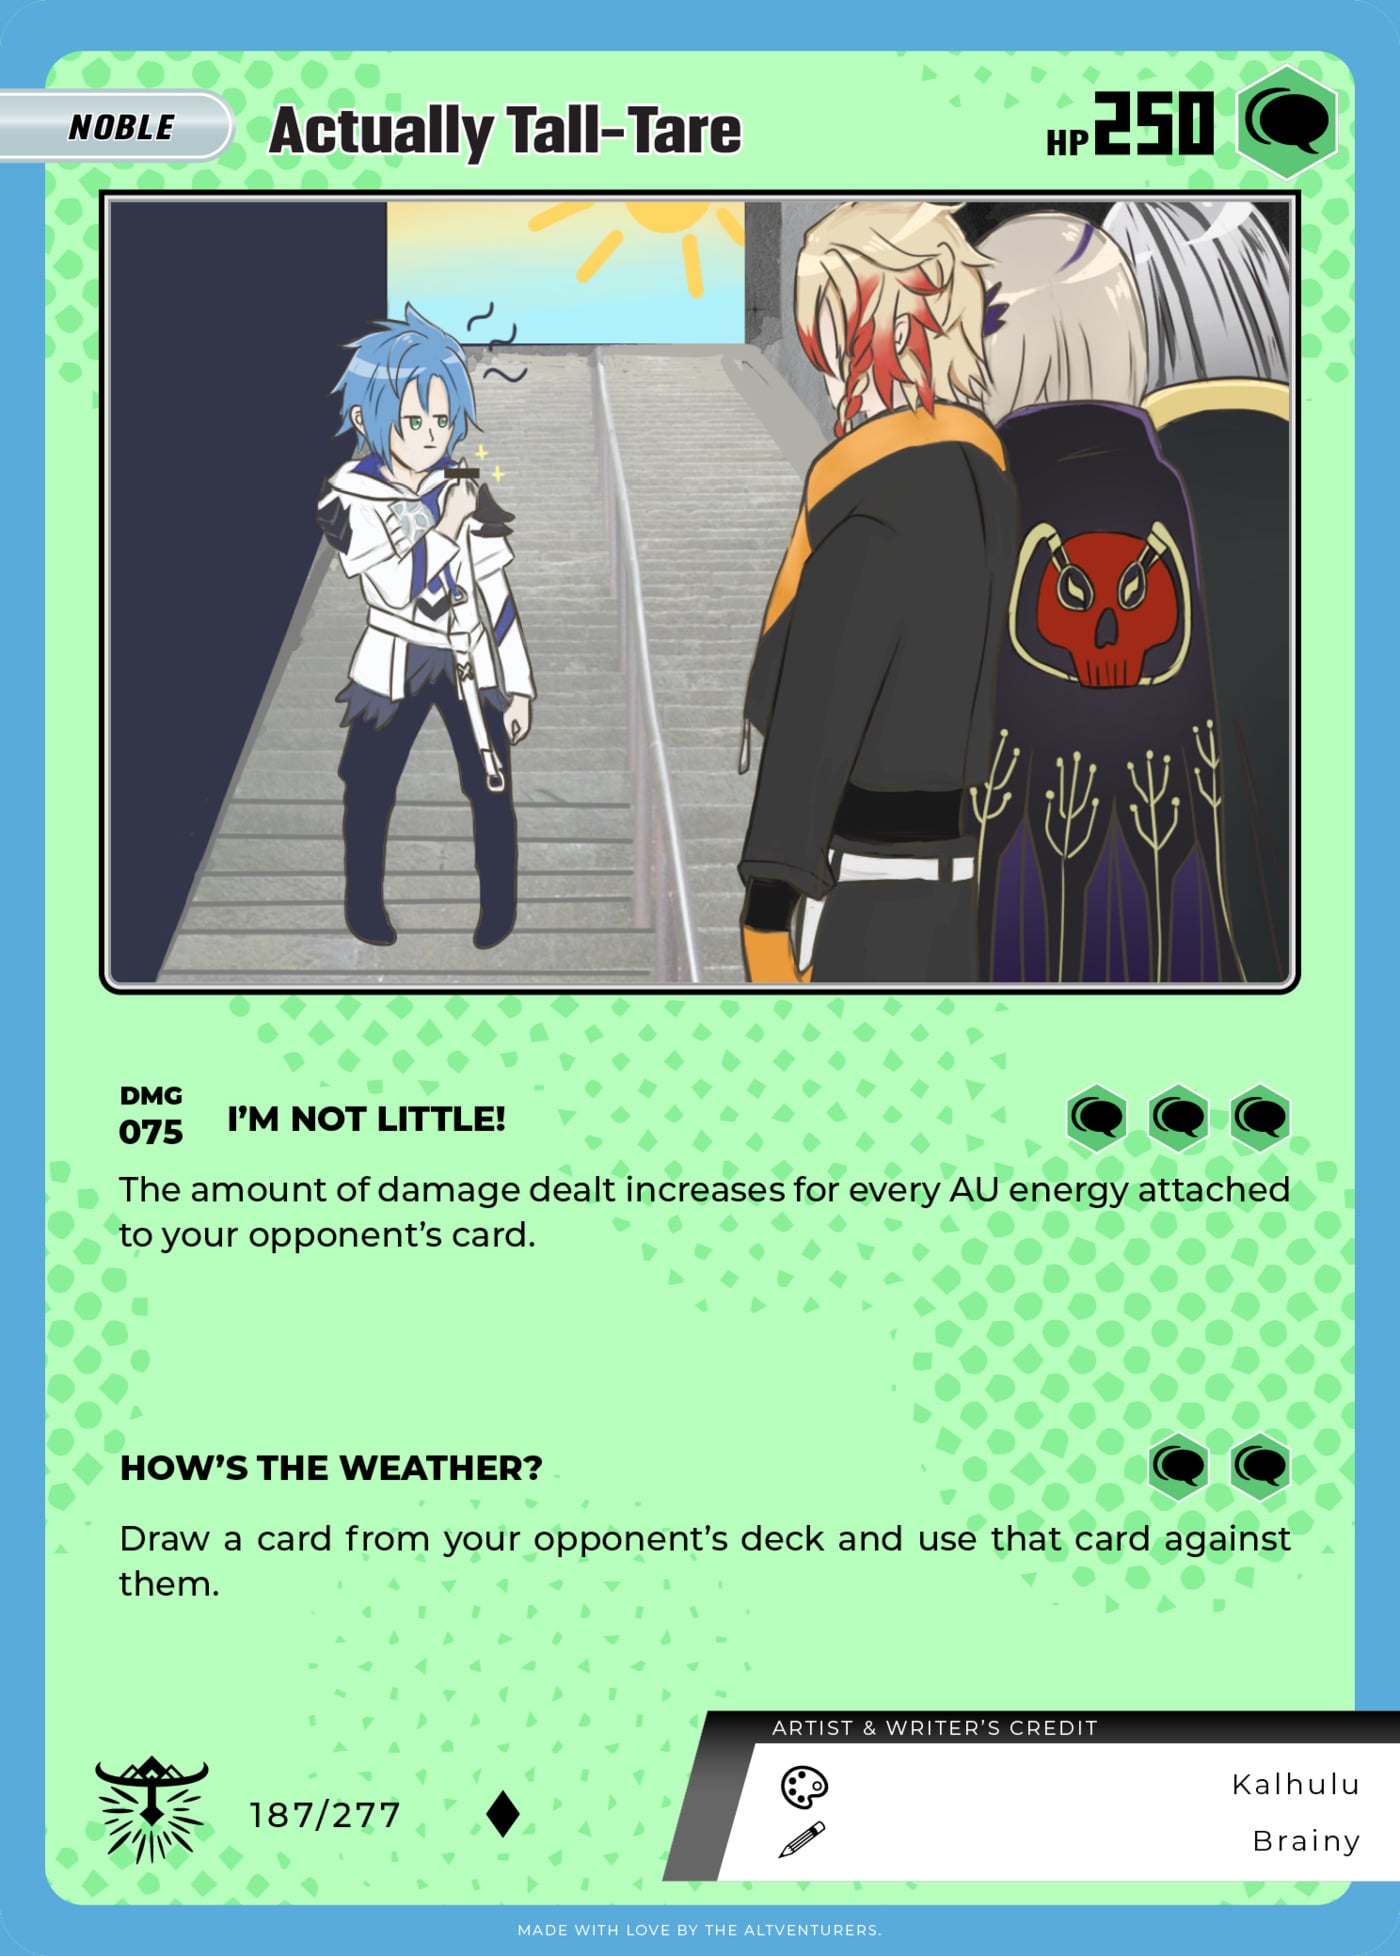 NOBLE
Actually Tall-Tare
HP 250
DMG
075
I'M NOT LITTLE!
The amount of damage dealt increases for every AU energy attached
to your opponent's card.
HOW'S THE WEATHER?
Draw a card from your opponent's deck and use that card against
them.
187/277
ARTIST & WRITER'S CREDIT
Kalhulu
Brainy
MADE WITH LOVE BY THE ALTVENTURERS.